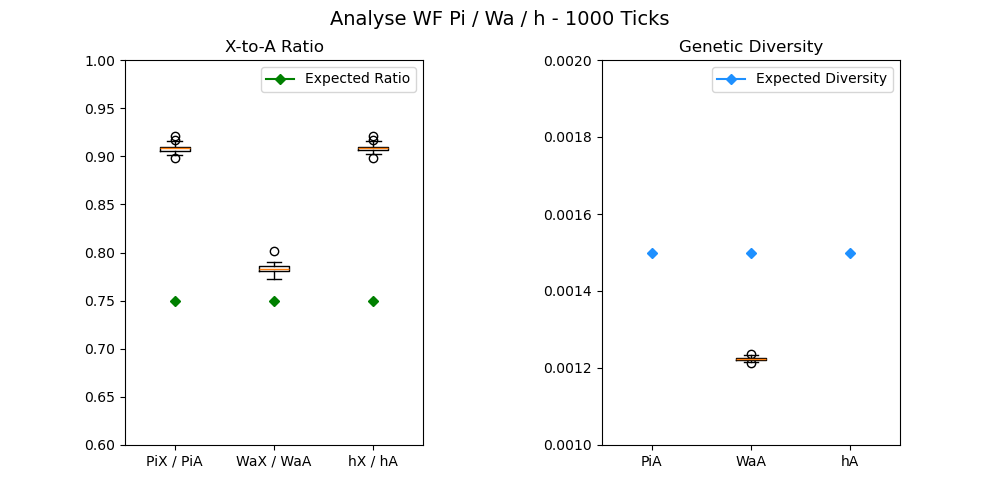 Analyse WF Pi / Wa / h - 1000 Ticks
X-to-A Ratio
Expected Ratio
1.00
0.95
0.90
0.85
0.80
0.75
0.70
0.65
0.60
PiX / PiA
WaX / WaA
hX / hA
Genetic Diversity
Expected Diversity
0.0020
0.0018
0.0016
0.0014
0.0012
0.0010
PiA
WaA
hA